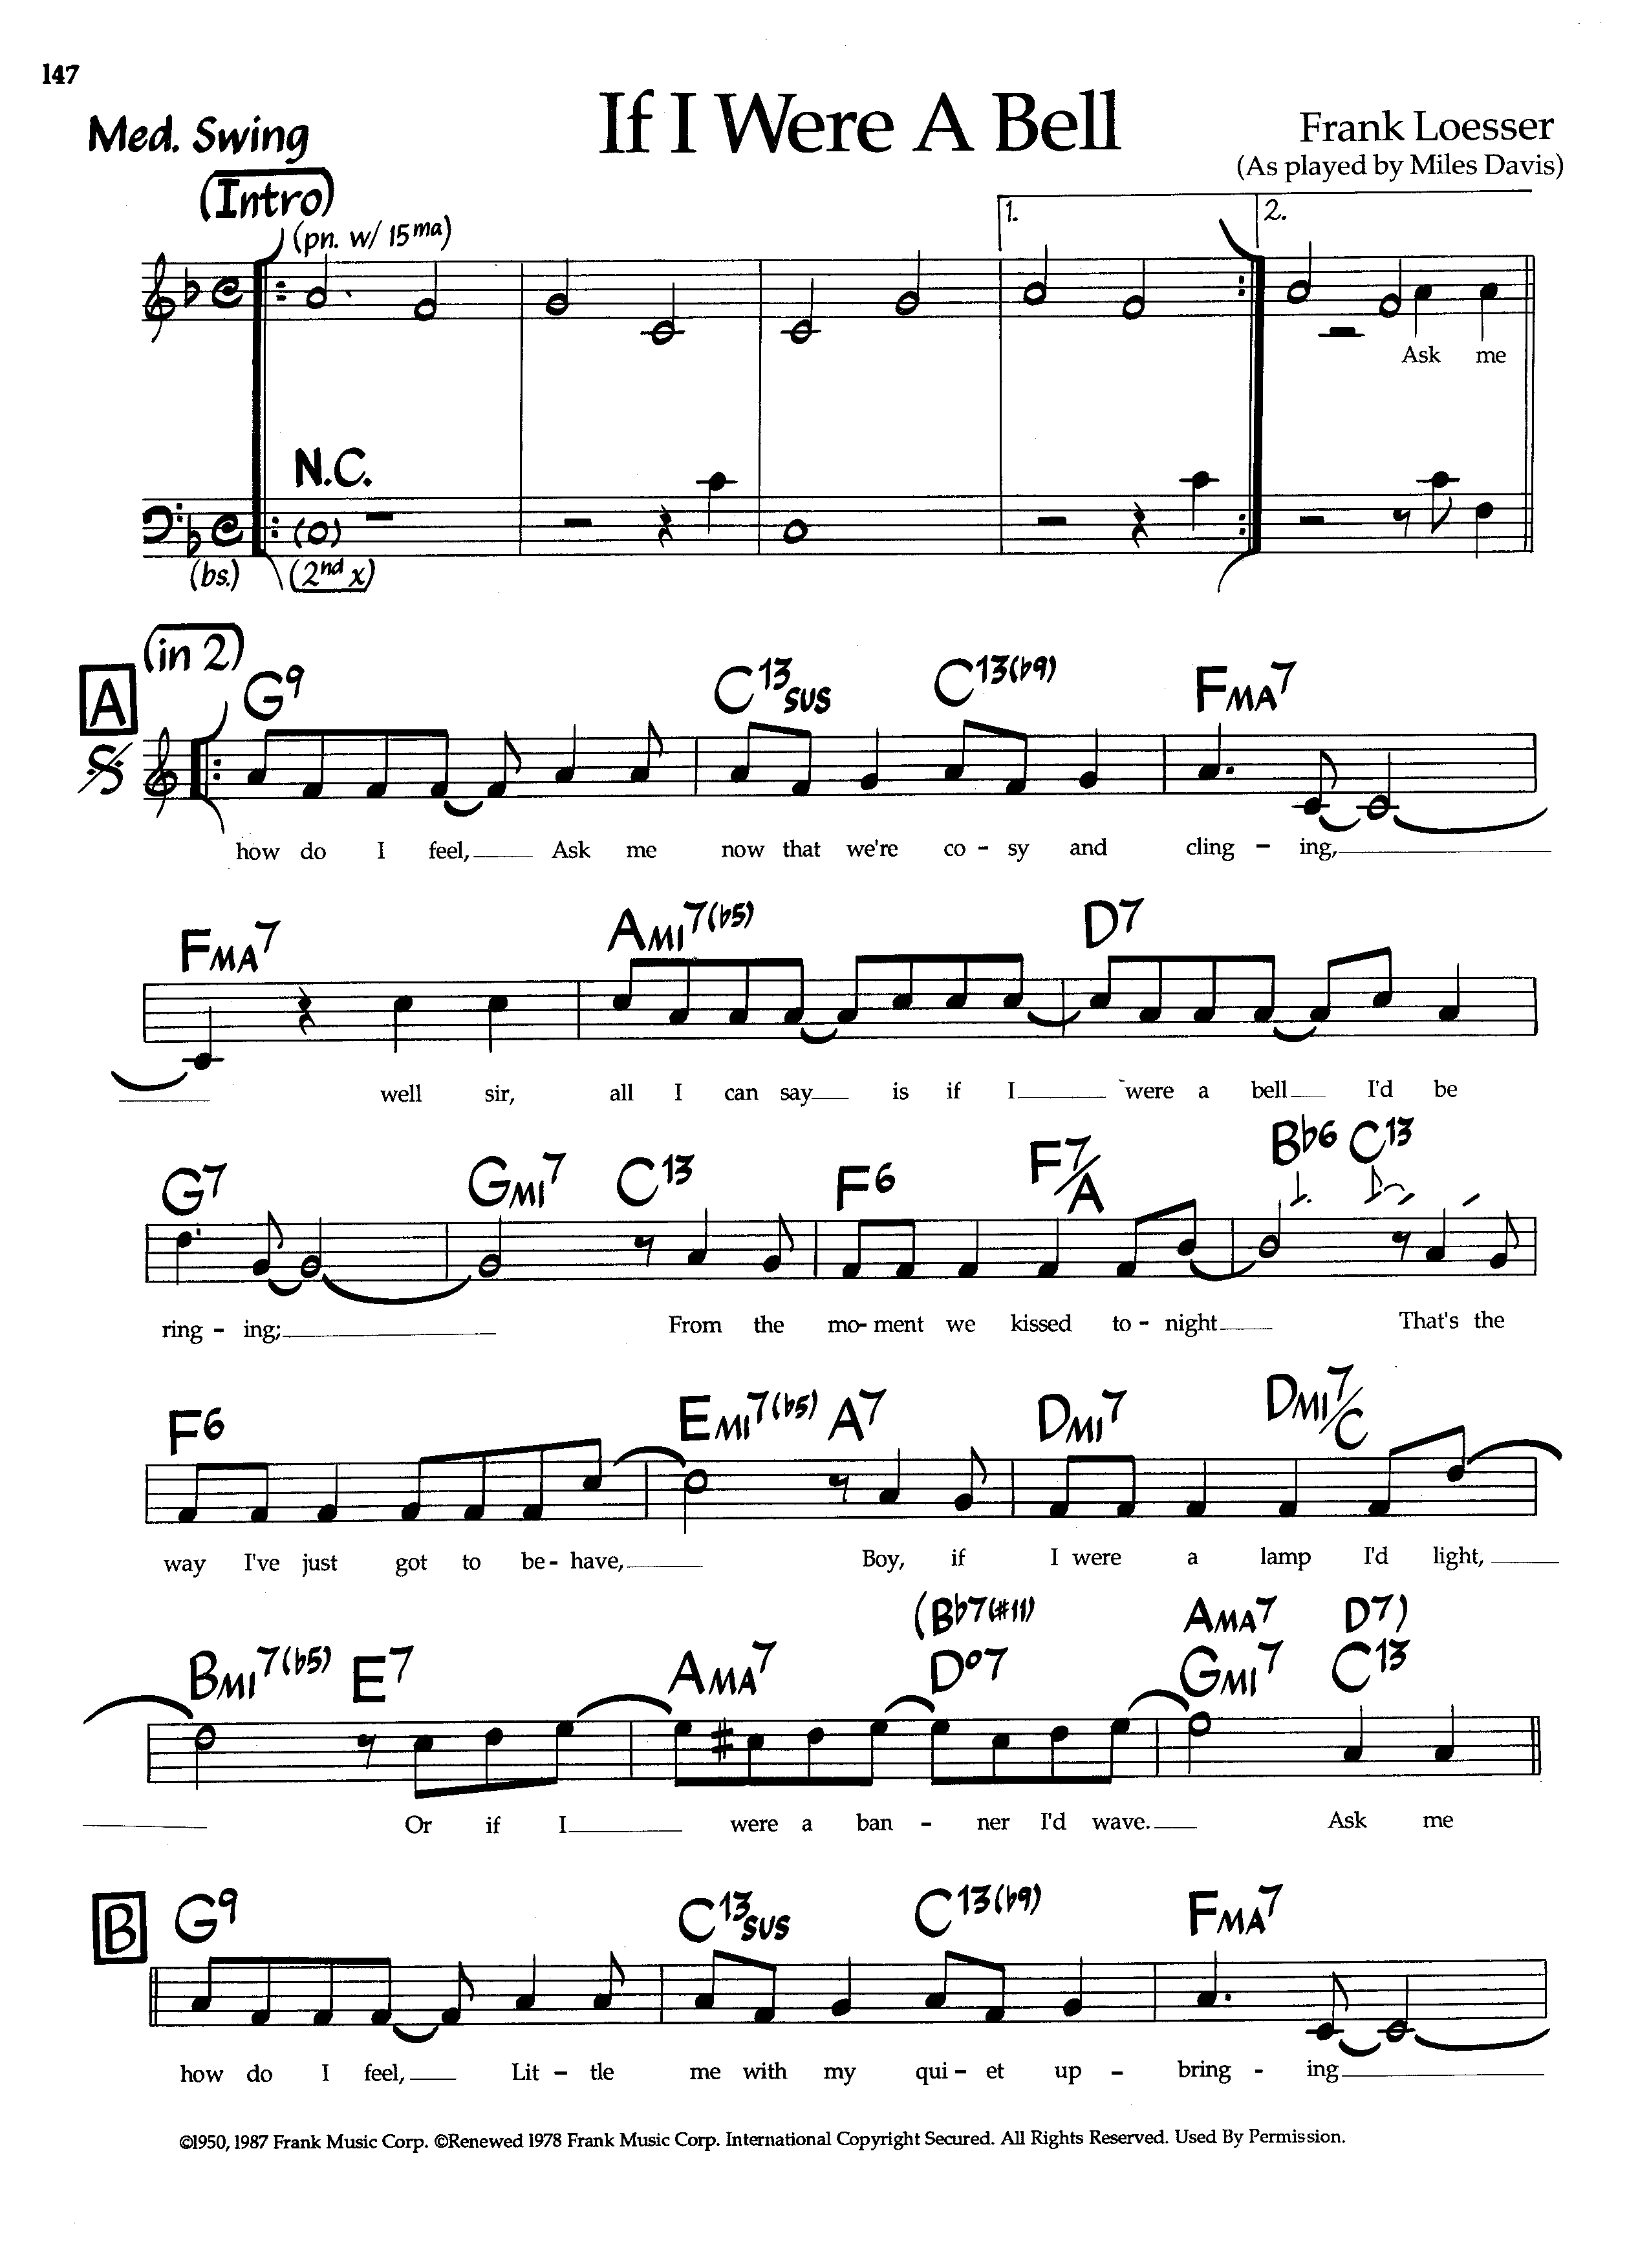 147
If I Were A Bell
Med. Swing
Frank Loesser
(As played by Miles Davis)
(Intro)
(pn. w/ 15ma)
1.
2.
Ask me
N.C.
(bs.)
(2nd x)
(in 2)
A
G9 C13sus C13(♭9) FMA7
how do I feel, Ask me now that we're co - sy and cling - ing,
FMA7 AMI7(♭5) D7
well sir, all I can say is if I were a bell I'd be
G7 GMI7 C13 F6 F7/A B♭6 C13
ring - ing; From the mo- ment we kissed to - night That's the
F6 EMI7(♭5) A7 DMI7 DMI7/C
way I've just got to be - have, Boy, if I were a lamp I'd light,
(B♭7(#11) AMA7 D7)
BMI7(♭5) E7 AMA7 D°7 GMI7 C13
Or if I were a ban - ner I'd wave. Ask me
B
G9 C13sus C13(♭9) FMA7
how do I feel, Lit - tle me with my qui - et up - bring - ing
©1950, 1987 Frank Music Corp. ©Renewed 1978 Frank Music Corp. International Copyright Secured. All Rights Reserved. Used By Permission.